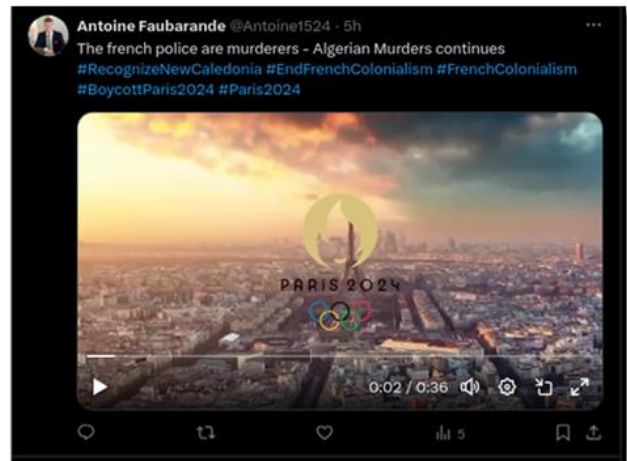 Antoine Faubarande @Antoine1524 · 5h
The french police are murderers - Algerian Murders continues
#RecognizeNewCaledonia #EndFrenchColonialism #FrenchColonialism
#BoycottParis2024 #Paris2024
PARIS 2024
0:02 / 0:36
5